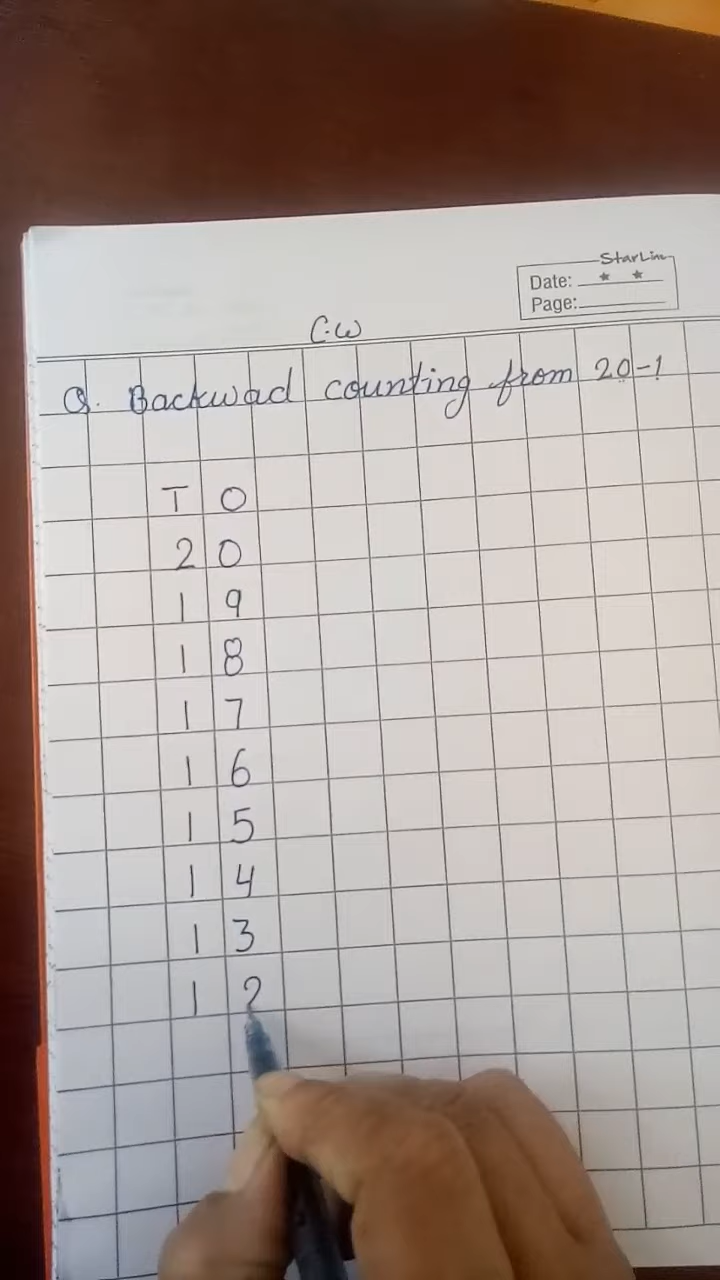 StarLine
Date:
Page:
C.W
Q. Backwad counting from 20-1
T O
2 0
1 9
1 8
1 7
1 6
1 5
1 4
1 3
1 2